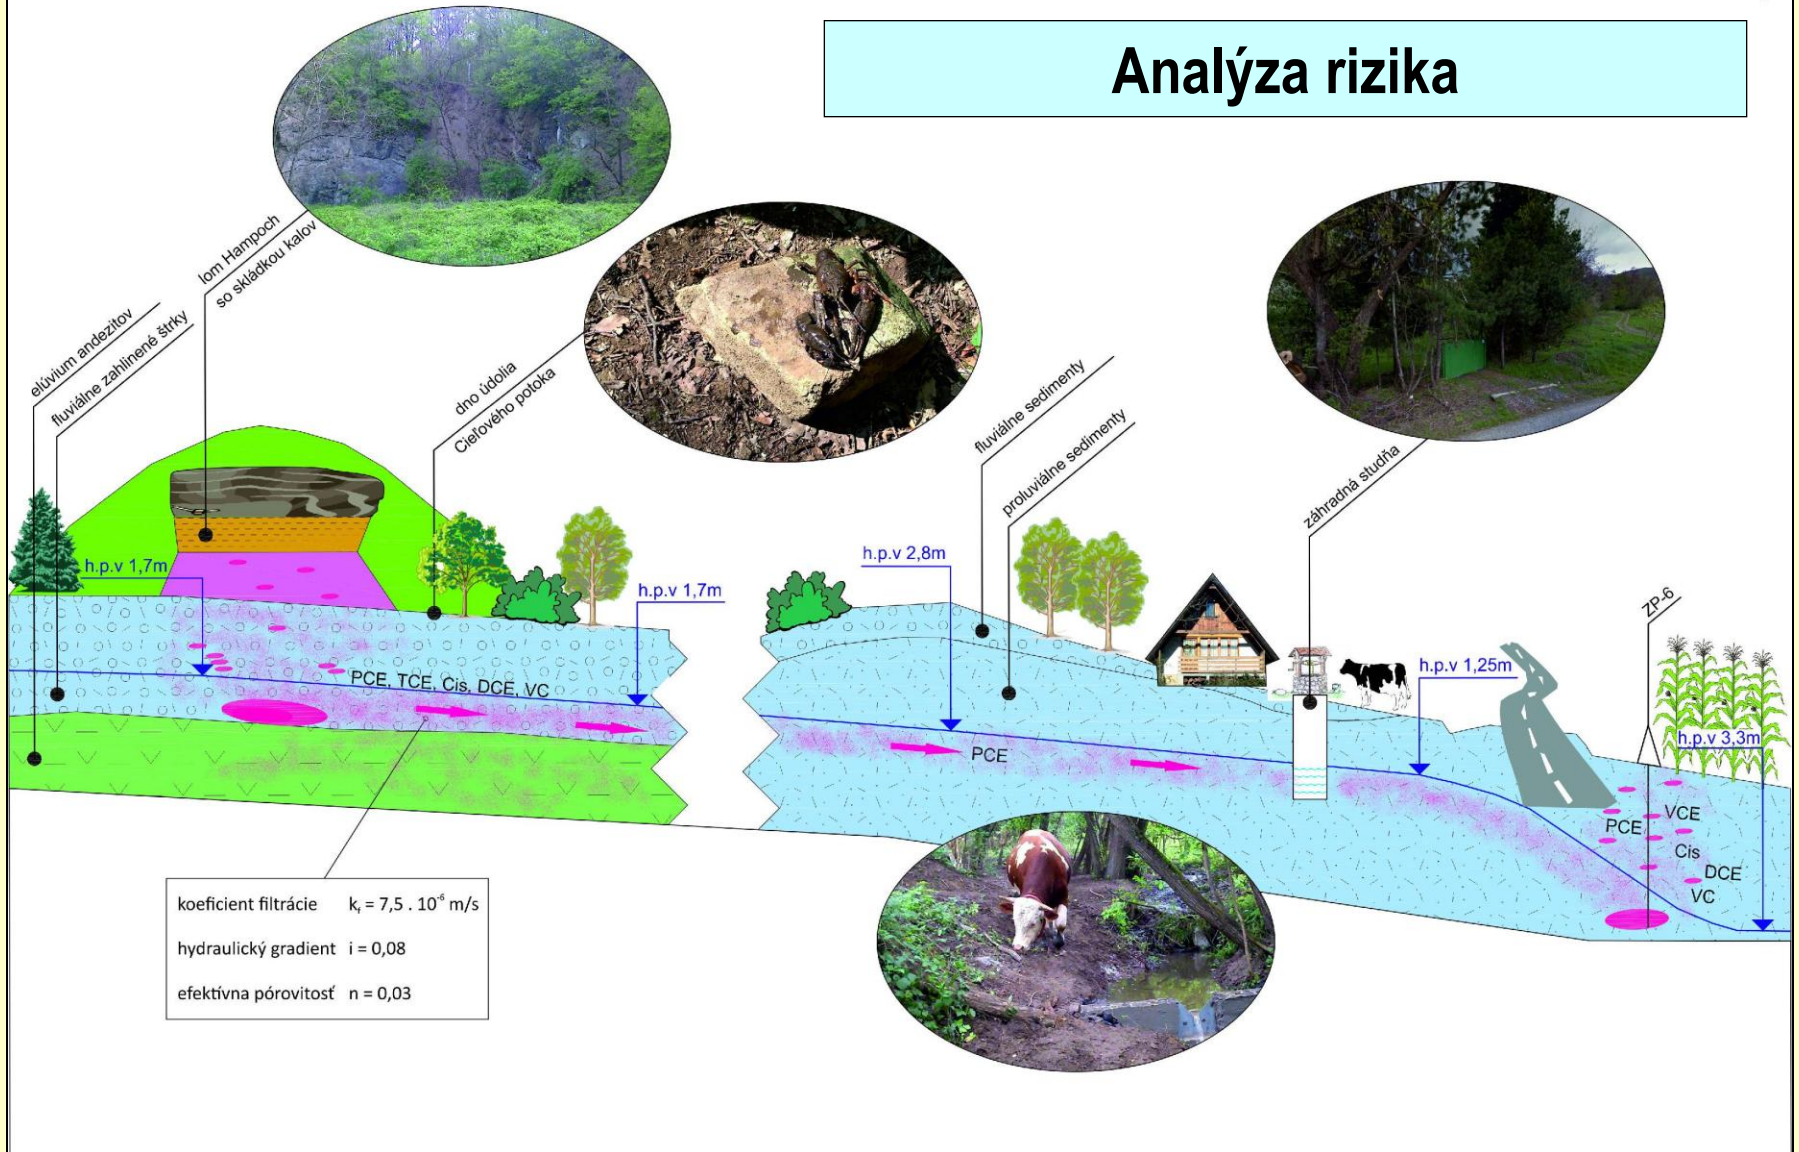 Analýza rizika
lom Hampoch
so skládkou kalov
elúvium andezitov
fluviálne zahlinené štrky
dno údolia
Cieľového potoka
fluviálne sedimenty
proluviálne sedimenty
záhradná studňa
ZP-6
h.p.v 1,7m
h.p.v 1,7m
h.p.v 2,8m
h.p.v 1,25m
h.p.v 3,3m
PCE, TCE, Cis, DCE, VC
PCE
PCE
VCE
Cis
DCE
VC
koeficient filtrácie kf = 7,5 . 10⁻⁶ m/s
hydraulický gradient i = 0,08
efektívna pórovitosť n = 0,03